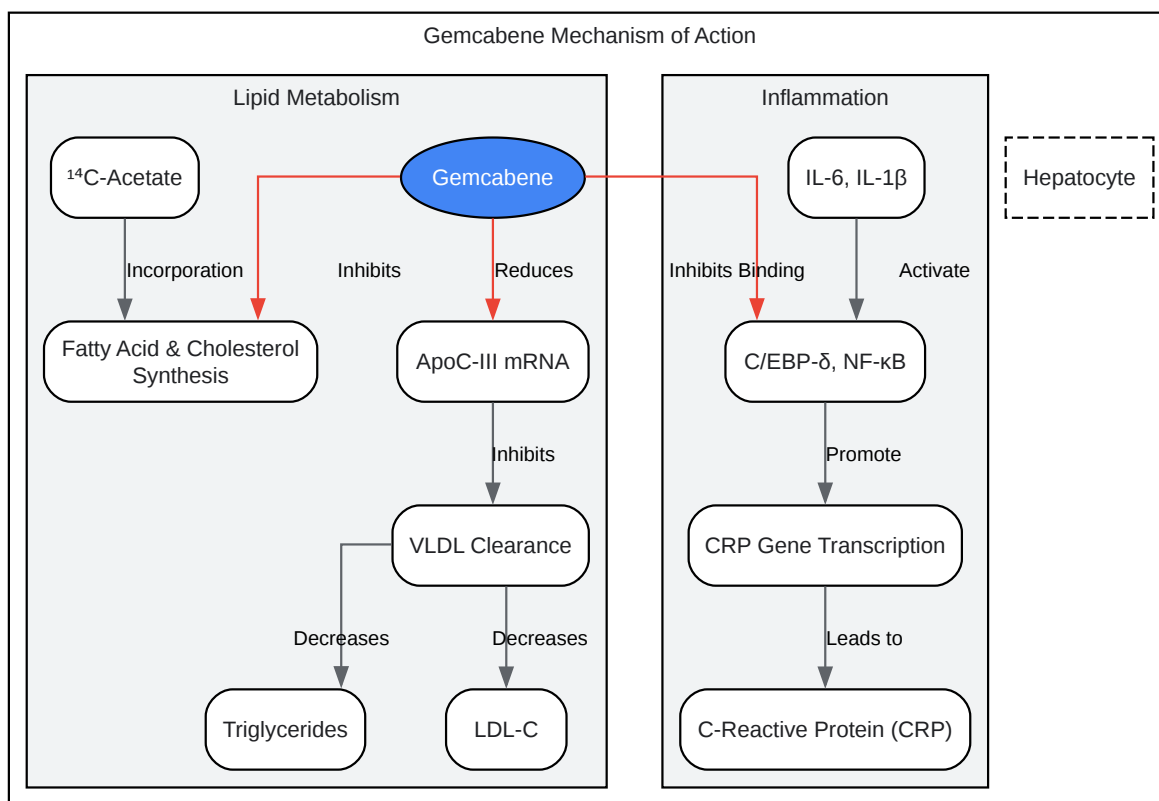 Gemcabene Mechanism of Action
Lipid Metabolism
Inflammation
¹⁴C-Acetate
Gemcabene
IL-6, IL-1β
Hepatocyte
Incorporation
Inhibits
Reduces
Inhibits Binding
Activate
Fatty Acid & Cholesterol
Synthesis
ApoC-III mRNA
C/EBP-δ, NF-κB
Inhibits
Promote
VLDL Clearance
CRP Gene Transcription
Decreases
Decreases
Leads to
Triglycerides
LDL-C
C-Reactive Protein (CRP)